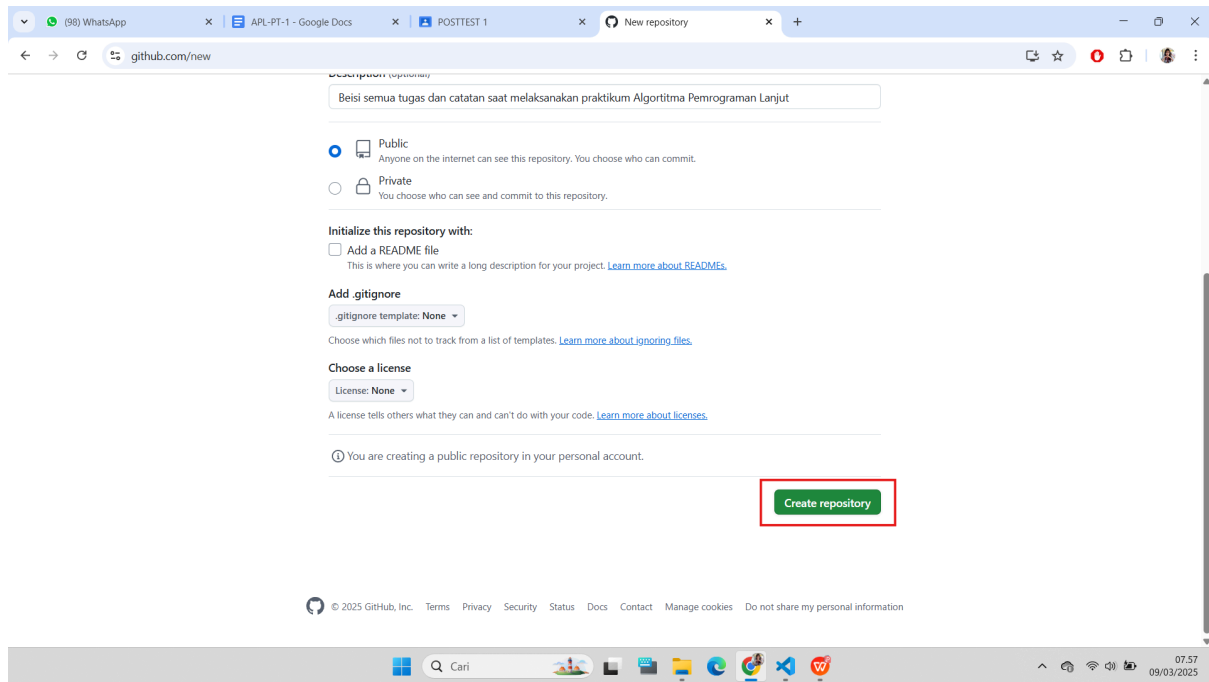 (98) WhatsApp
APL-PT-1 - Google Docs
POSTTEST 1
New repository
github.com/new
Description (optional)
Beisi semua tugas dan catatan saat melaksanakan praktikum Algortitma Pemrograman Lanjut
Public
Anyone on the internet can see this repository. You choose who can commit.
Private
You choose who can see and commit to this repository.
Initialize this repository with:
Add a README file
This is where you can write a long description for your project. Learn more about READMEs.
Add .gitignore
.gitignore template: None
Choose which files not to track from a list of templates. Learn more about ignoring files.
Choose a license
License: None
A license tells others what they can and can't do with your code. Learn more about licenses.
You are creating a public repository in your personal account.
Create repository
© 2025 GitHub, Inc. Terms Privacy Security Status Docs Contact Manage cookies Do not share my personal information
Cari
07.57
09/03/2025